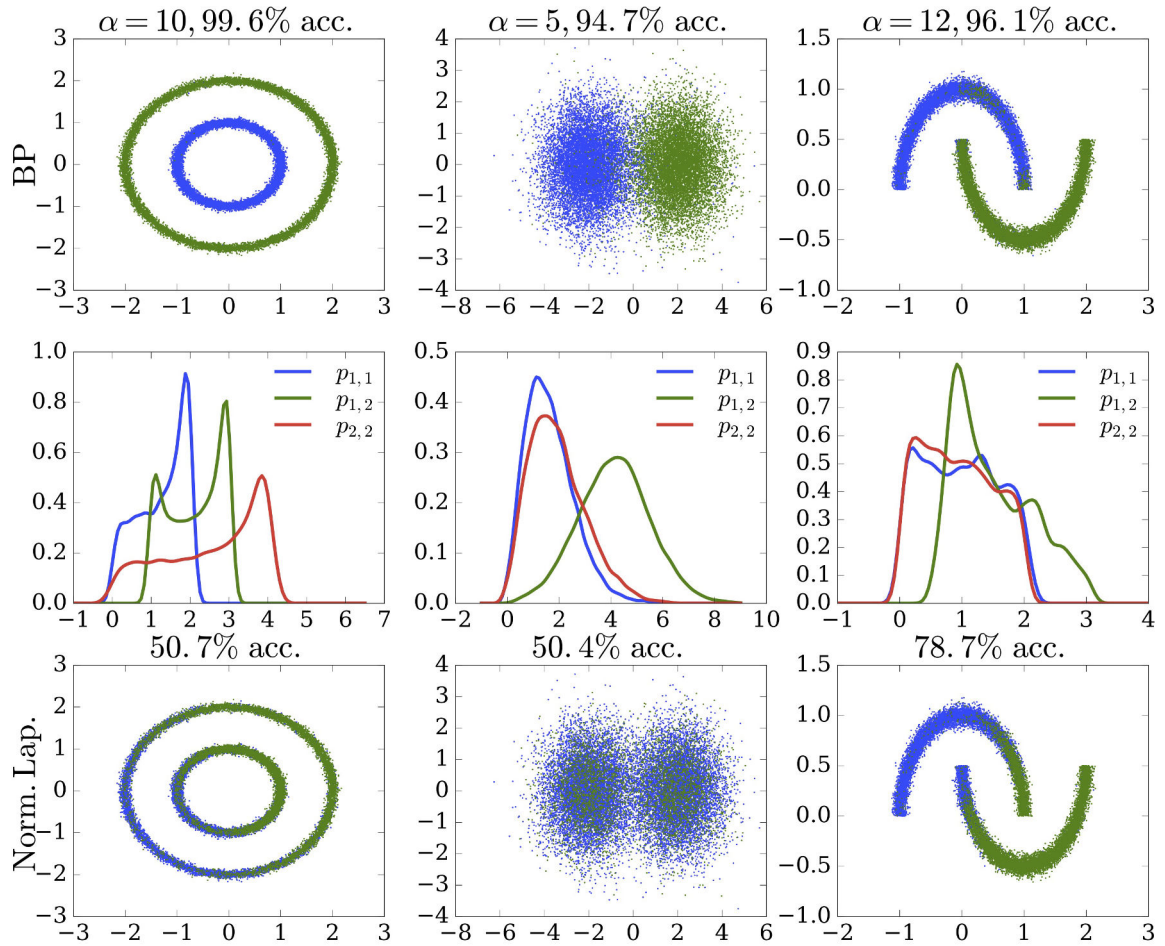 α = 10, 99.6% acc.
α = 5, 94.7% acc.
α = 12, 96.1% acc.
BP
3
2
1
0
−1
−2
−3
−3 −2 −1 0 1 2 3
4
3
2
1
0
−1
−2
−3
−4
−8 −6 −4 −2 0 2 4 6
1.5
1.0
0.5
0.0
−0.5
−1.0
−2 −1 0 1 2 3
1.0
0.8
0.6
0.4
0.2
0.0
−1 0 1 2 3 4 5 6 7
p1,1
p1,2
p2,2
0.5
0.4
0.3
0.2
0.1
0.0
−2 0 2 4 6 8 10
p1,1
p1,2
p2,2
0.9
0.8
0.7
0.6
0.5
0.4
0.3
0.2
0.1
0.0
−1 0 1 2 3 4
p1,1
p1,2
p2,2
50.7% acc.
50.4% acc.
78.7% acc.
Norm. Lap.
3
2
1
0
−1
−2
−3
−3 −2 −1 0 1 2 3
4
3
2
1
0
−1
−2
−3
−4
−8 −6 −4 −2 0 2 4 6
1.5
1.0
0.5
0.0
−0.5
−1.0
−2 −1 0 1 2 3